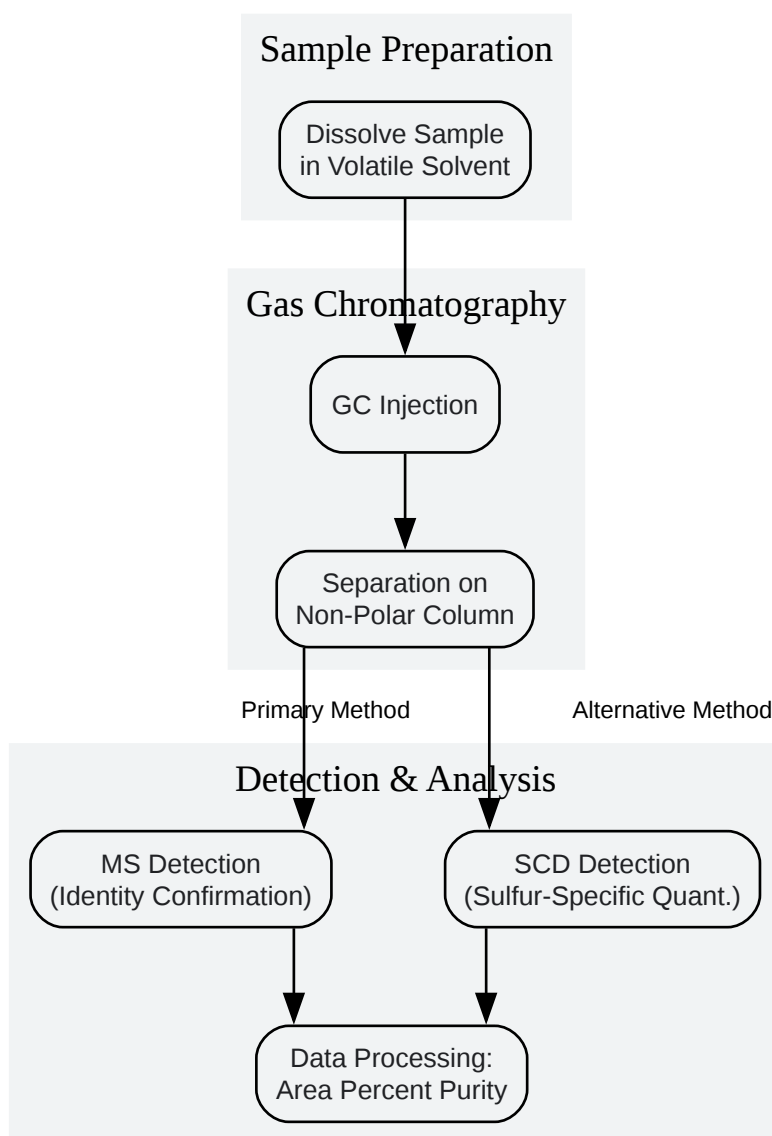 Sample Preparation
Dissolve Sample
in Volatile Solvent
Gas Chromatography
GC Injection
Separation on
Non-Polar Column
Primary Method
Alternative Method
Detection & Analysis
MS Detection
(Identity Confirmation)
SCD Detection
(Sulfur-Specific Quant.)
Data Processing:
Area Percent Purity